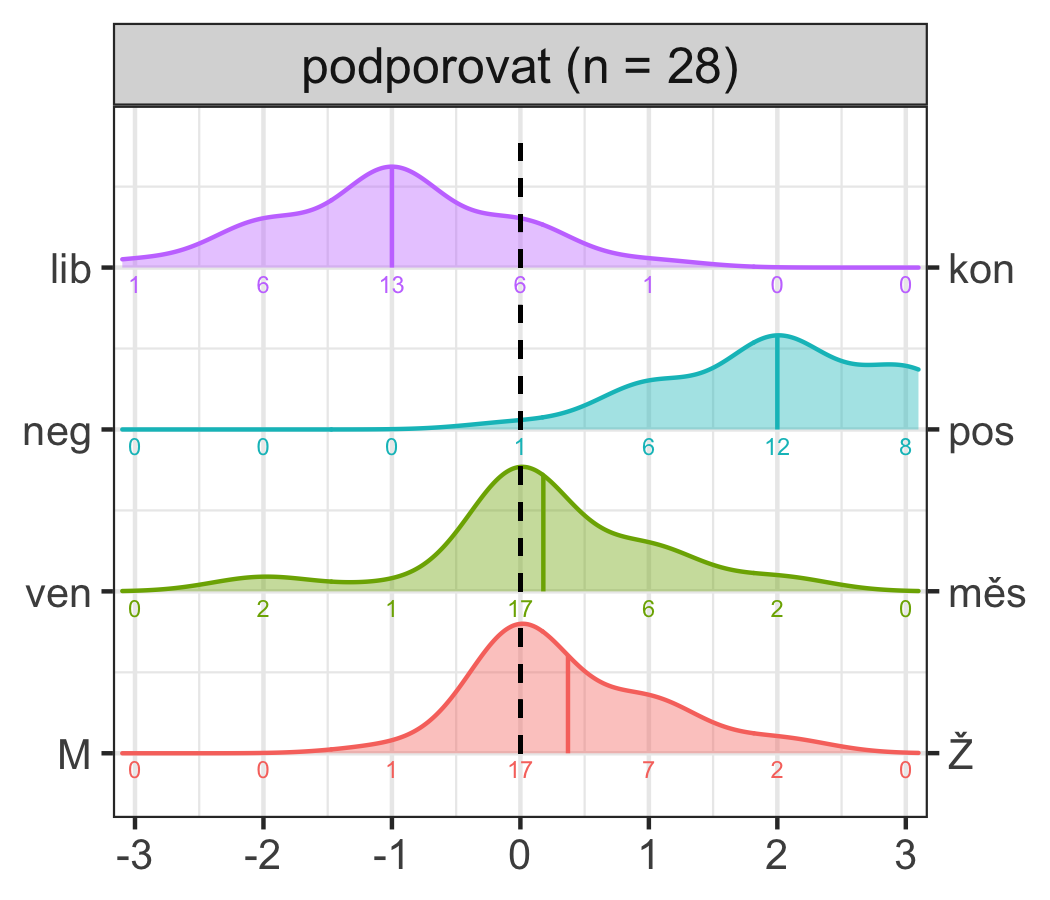 podporovat (n = 28)
lib kon
1 6 13 6 1 0 0
neg pos
0 0 0 1 6 12 8
ven měs
0 2 1 17 6 2 0
M Ž
0 0 1 17 7 2 0
-3 -2 -1 0 1 2 3